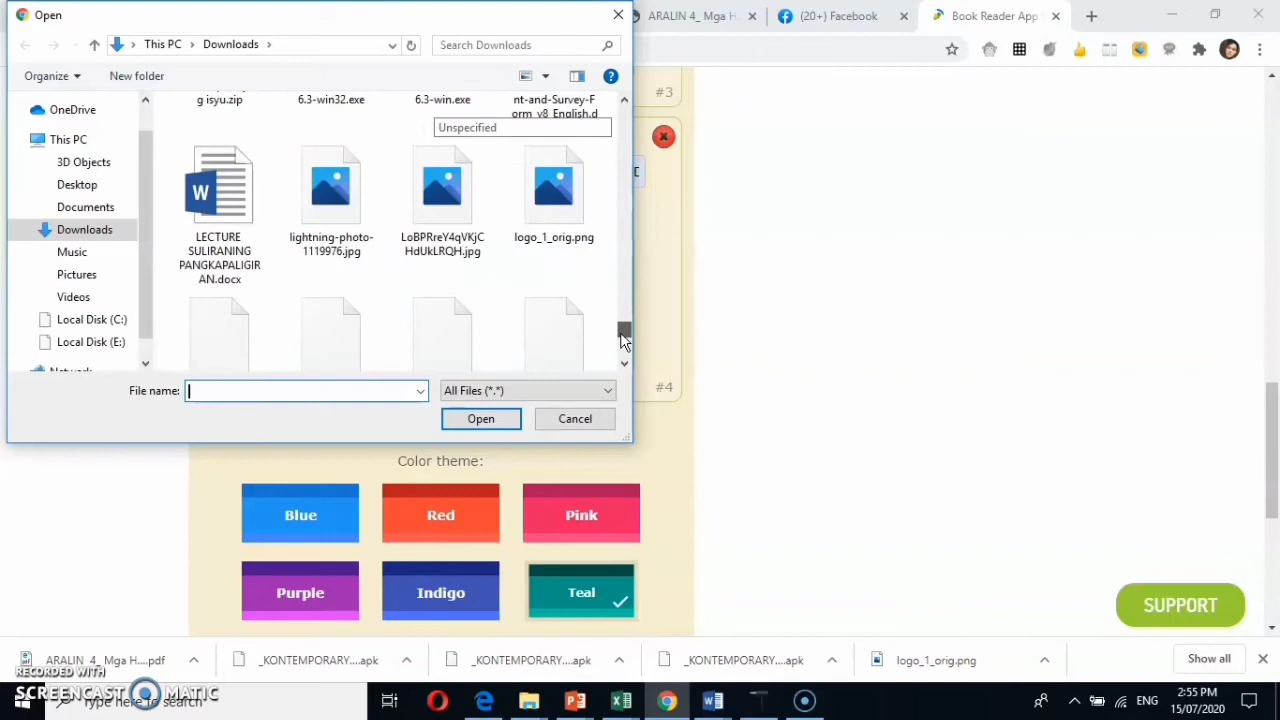 Open
ARALIN 4_ Mga H
(20+) Facebook
Book Reader App
This PC
Downloads
Search Downloads
Organize
New folder
OneDrive
This PC
3D Objects
Desktop
Documents
Downloads
Music
Pictures
Videos
Local Disk (C:)
Local Disk (E:)
g isyu.zip
6.3-win32.exe
6.3-win.exe
nt-and-Survey-F
orm_v8_English.d
Unspecified
LECTURE
SULIRANING
PANGKAPALIGIR
AN.docx
lightning-photo-
1119976.jpg
LoBPRreY4qVKjC
HdUkLRQH.jpg
logo_1_orig.png
File name:
All Files (*.*)
Open
Cancel
#3
#4
Color theme:
Blue
Red
Pink
Purple
Indigo
Teal
SUPPORT
ARALIN_4_ Mga H....pdf
_KONTEMPORARY....apk
_KONTEMPORARY....apk
_KONTEMPORARY....apk
logo_1_orig.png
Show all
RECORDED WITH
SCREENCAST MATIC
Type here to search
ENG
2:55 PM
15/07/2020